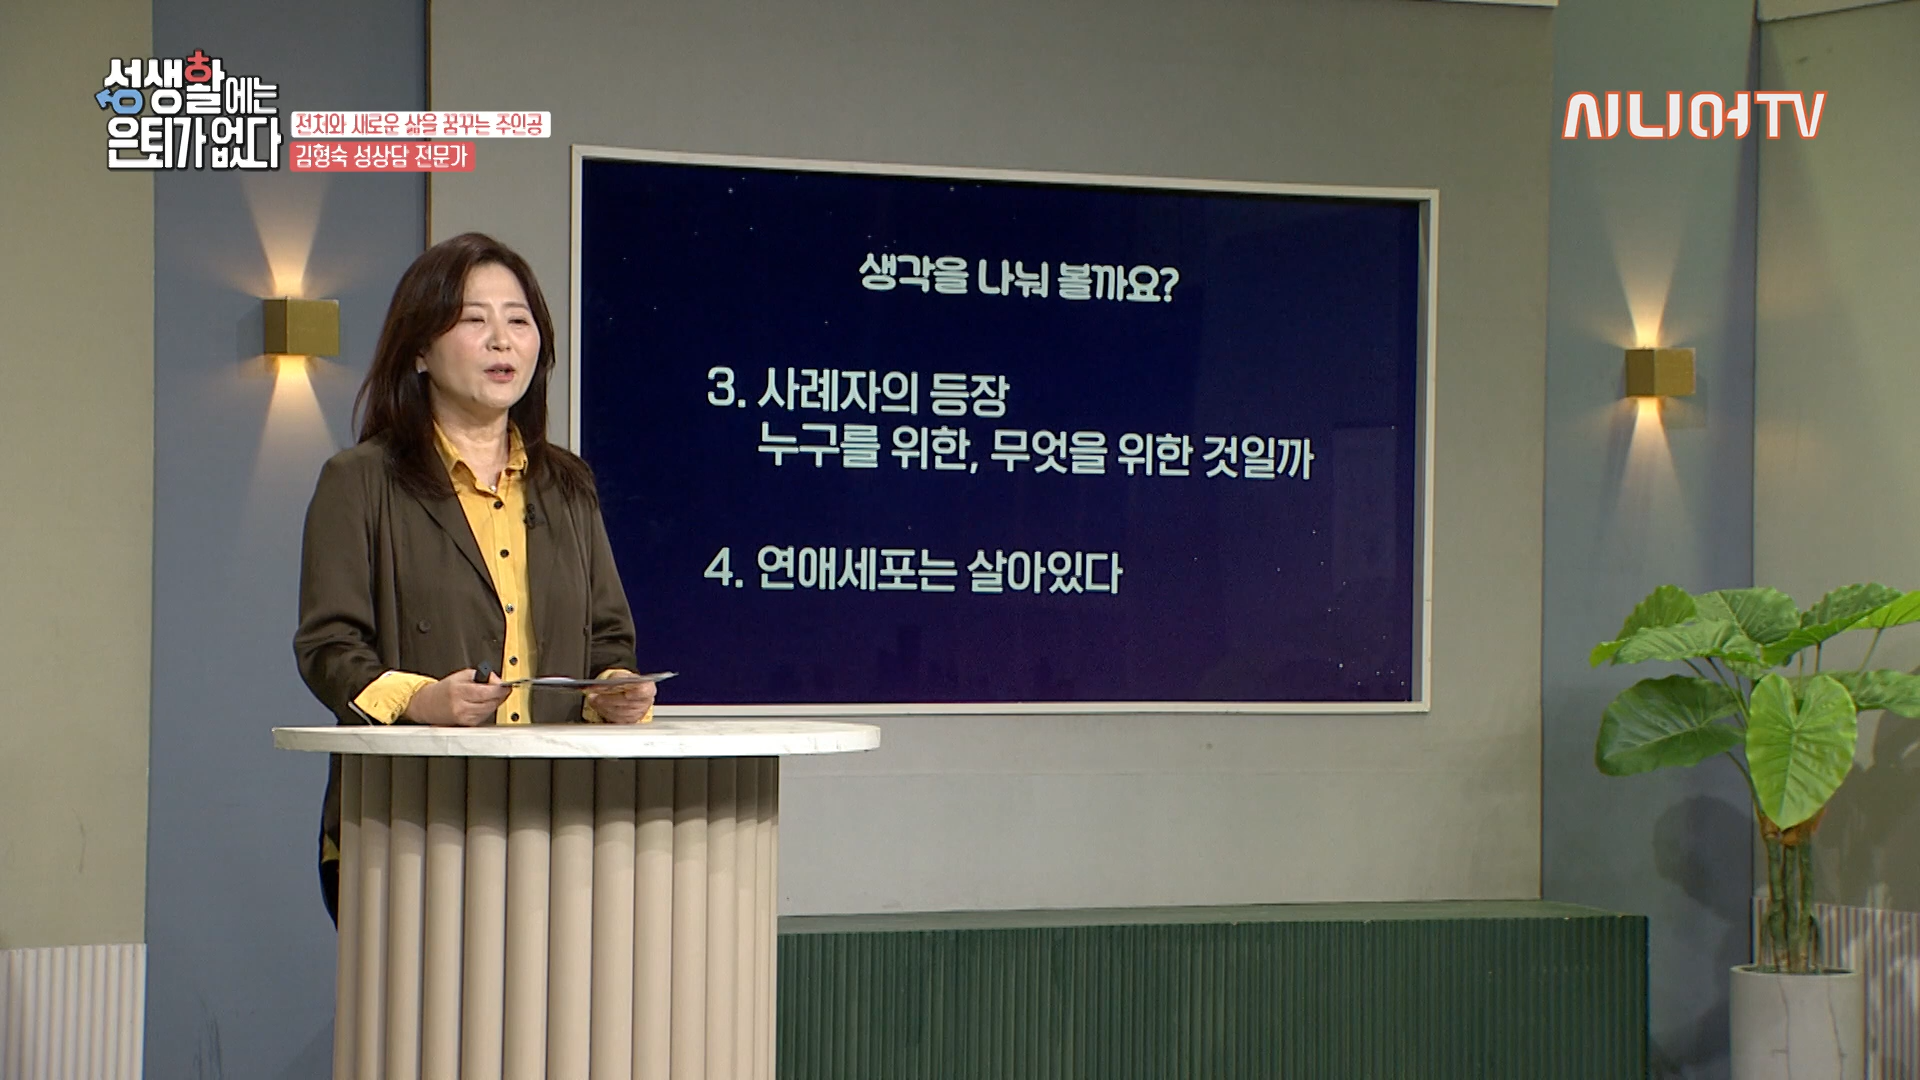 성생활에는
은퇴가 없다
전처와 새로운 삶을 꿈꾸는 주인공
김형숙 성상담 전문가
시니어TV
생각을 나눠 볼까요?
3. 사례자의 등장
누구를 위한, 무엇을 위한 것일까
4. 연애세포는 살아있다